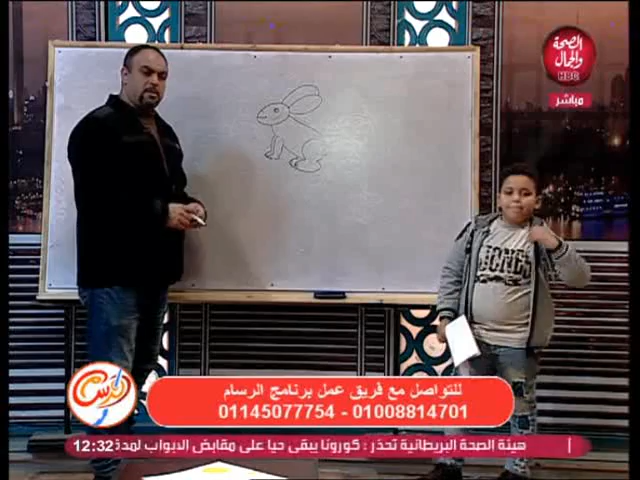 الصحة
والجمال
HBC
مباشر
للتواصل مع فريق عمل برنامج الرسام
01145077754 - 01008814701
12:32
هيئة الصحة البريطانية تحذر : كورونا يبقى حيا على مقابض الابواب لمدة